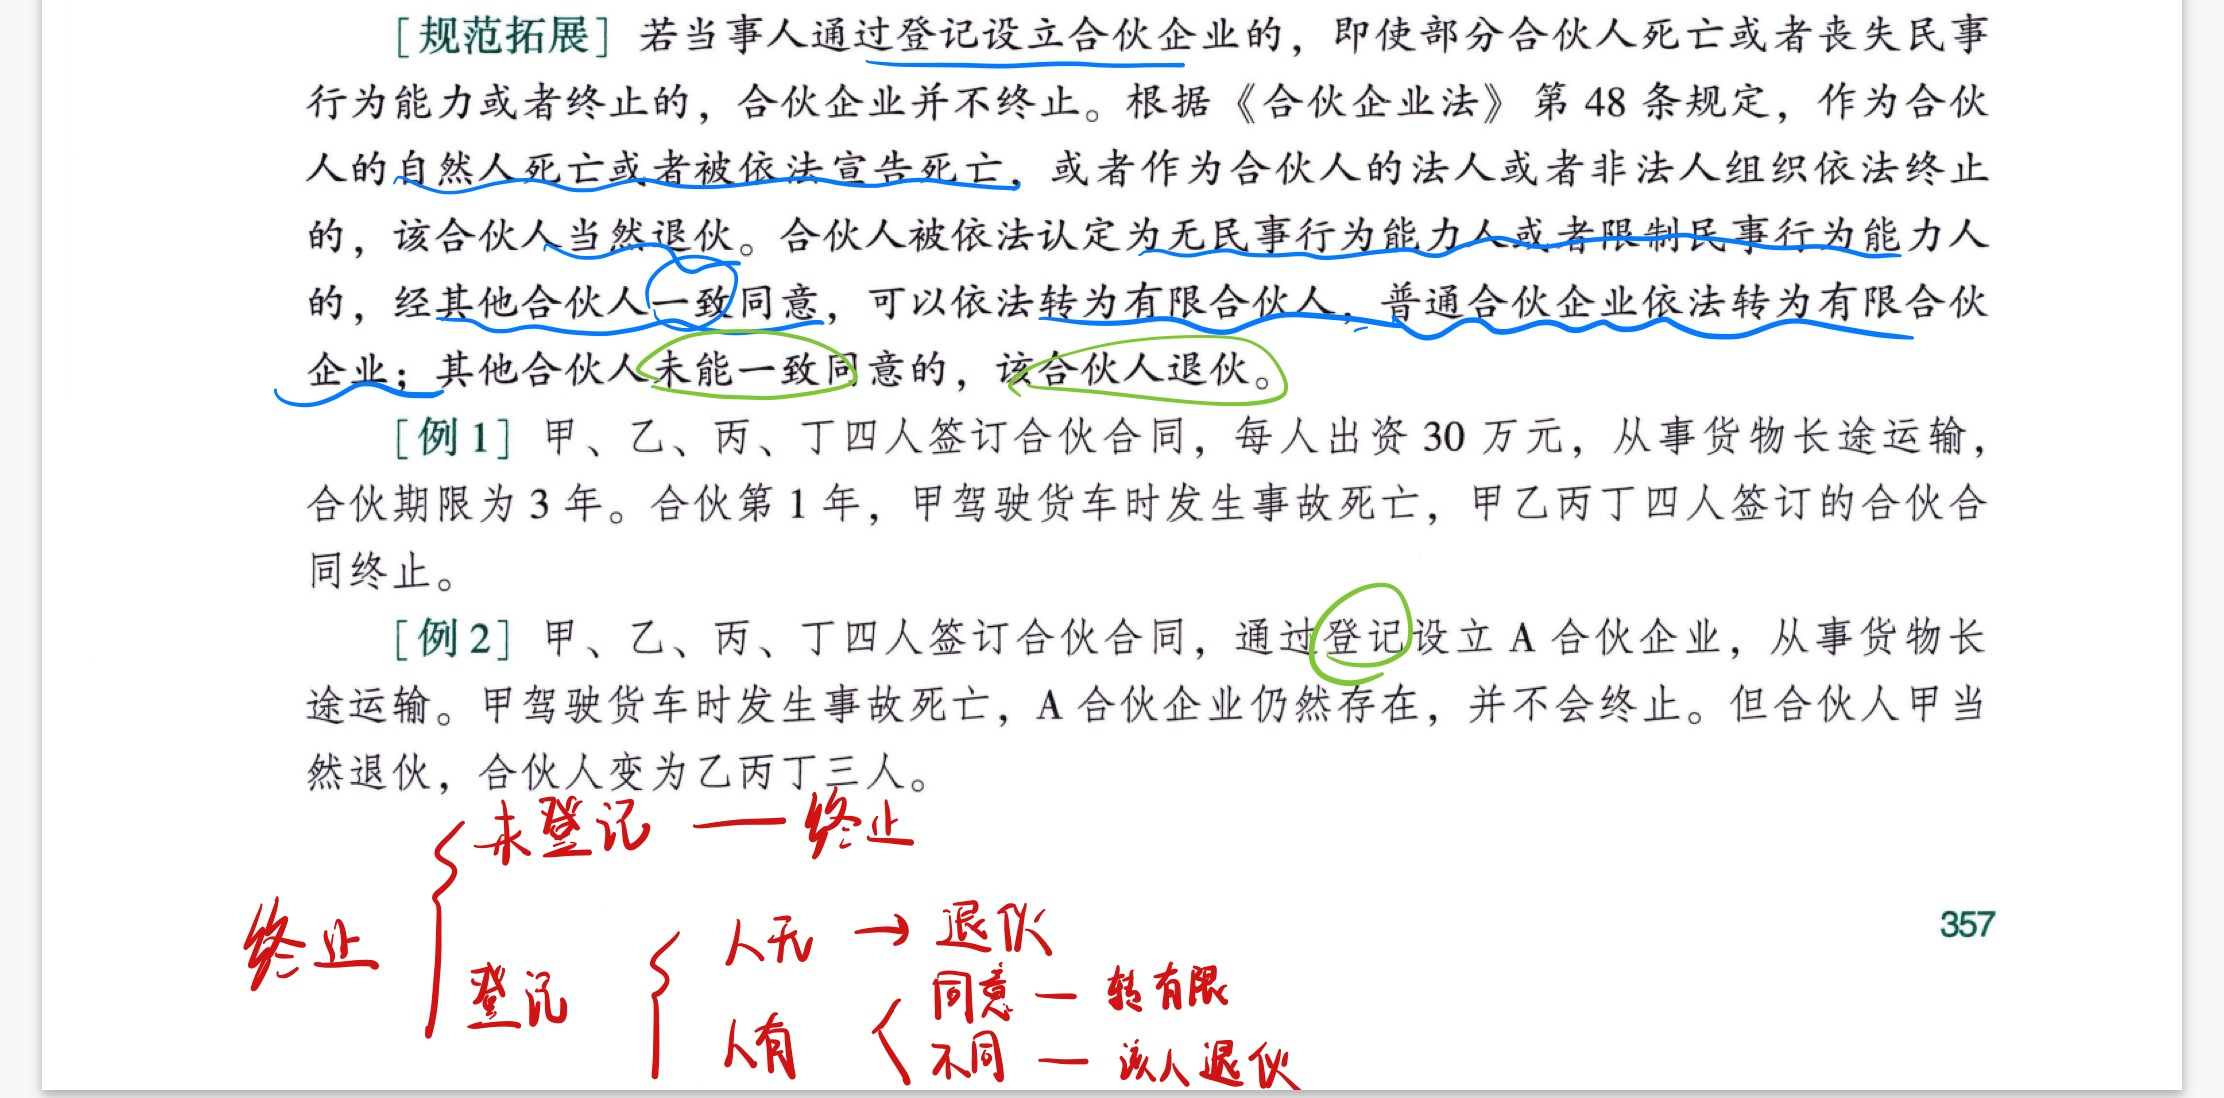 [规范拓展] 若当事人通过登记设立合伙企业的，即使部分合伙人死亡或者丧失民事
行为能力或者终止的，合伙企业并不终止。根据《合伙企业法》第 48 条规定，作为合伙
人的自然人死亡或者被依法宣告死亡，或者作为合伙人的法人或者非法人组织依法终止
的，该合伙人当然退伙。合伙人被依法认定为无民事行为能力人或者限制民事行为能力人
的，经其他合伙人一致同意，可以依法转为有限合伙人，普通合伙企业依法转为有限合伙
企业；其他合伙人未能一致同意的，该合伙人退伙。
[例 1] 甲、乙、丙、丁四人签订合伙合同，每人出资 30 万元，从事货物长途运输，
合伙期限为 3 年。合伙第 1 年，甲驾驶货车时发生事故死亡，甲乙丙丁四人签订的合伙合
同终止。
[例 2] 甲、乙、丙、丁四人签订合伙合同，通过登记设立 A 合伙企业，从事货物长
途运输。甲驾驶货车时发生事故死亡，A 合伙企业仍然存在，并不会终止。但合伙人甲当
然退伙，合伙人变为乙丙丁三人。
未登记 — 终止
终止
登记
人无 → 退伙
人有
同意 — 转有限
不同 — 该人退伙
357